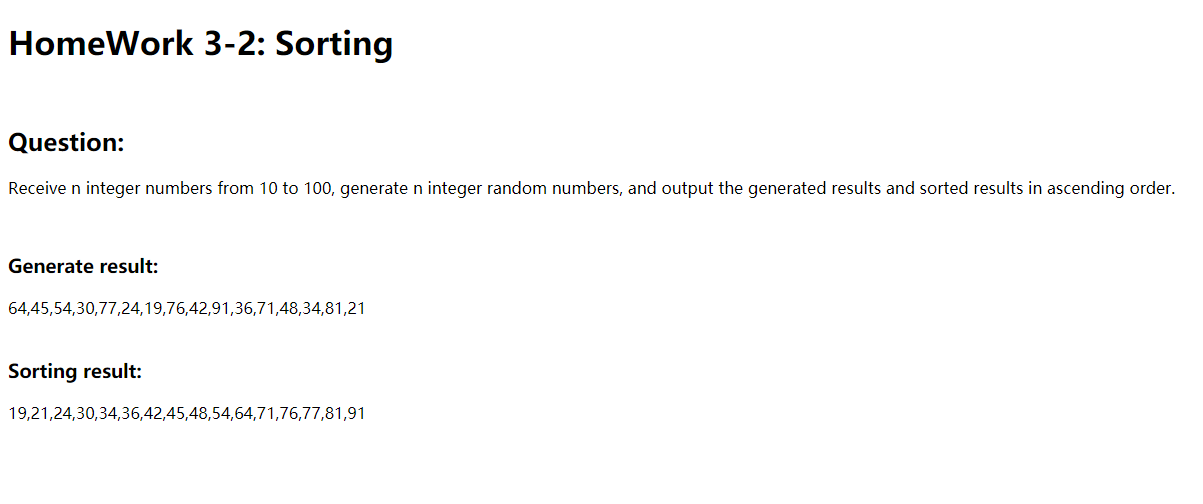 HomeWork 3-2: Sorting
Question:
Receive n integer numbers from 10 to 100, generate n integer random numbers, and output the generated results and sorted results in ascending order.
Generate result:
64,45,54,30,77,24,19,76,42,91,36,71,48,34,81,21
Sorting result:
19,21,24,30,34,36,42,45,48,54,64,71,76,77,81,91